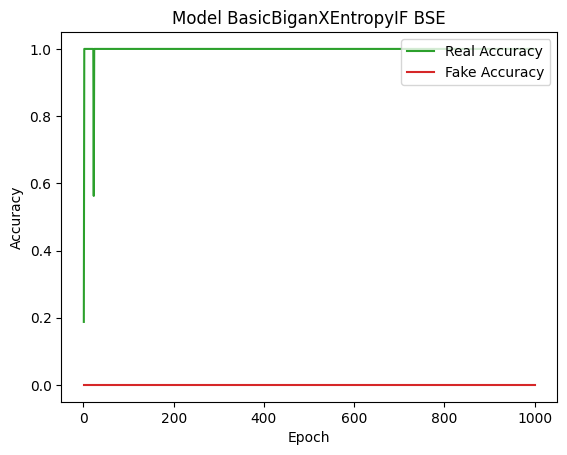 Model BasicBiganXEntropyIF BSE
Real Accuracy
Fake Accuracy
1.0
0.8
0.6
0.4
0.2
0.0
Accuracy
0 200 400 600 800 1000
Epoch